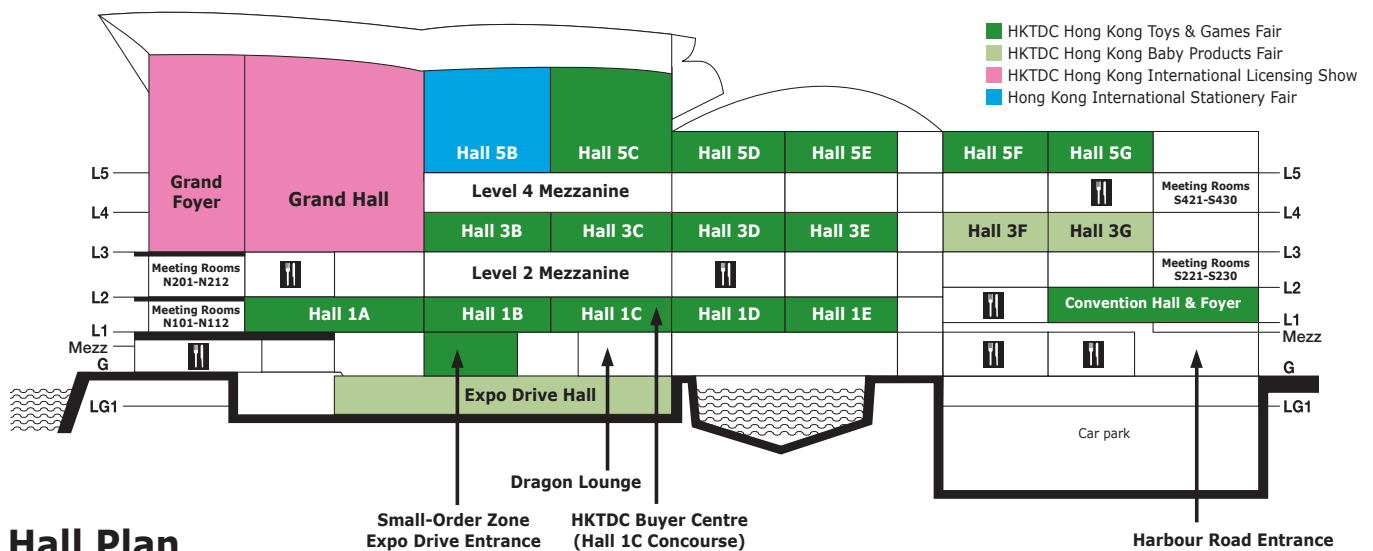 HKTDC Hong Kong Toys & Games Fair
HKTDC Hong Kong Baby Products Fair
HKTDC Hong Kong International Licensing Show
Hong Kong International Stationery Fair
Hall 5B
Hall 5C
Hall 5D
Hall 5E
Hall 5F
Hall 5G
L5
L5
Grand
Foyer
Grand Hall
Level 4 Mezzanine
Meeting Rooms
S421-S430
L4
L4
Hall 3B
Hall 3C
Hall 3D
Hall 3E
Hall 3F
Hall 3G
L3
L3
Meeting Rooms
N201-N212
Level 2 Mezzanine
Meeting Rooms
S221-S230
L2
L2
Meeting Rooms
N101-N112
Hall 1A
Hall 1B
Hall 1C
Hall 1D
Hall 1E
Convention Hall & Foyer
L1
L1
Mezz
Mezz
G
G
Expo Drive Hall
LG1
LG1
Car park
Dragon Lounge
Small-Order Zone
Expo Drive Entrance
HKTDC Buyer Centre
(Hall 1C Concourse)
Harbour Road Entrance
Hall Plan